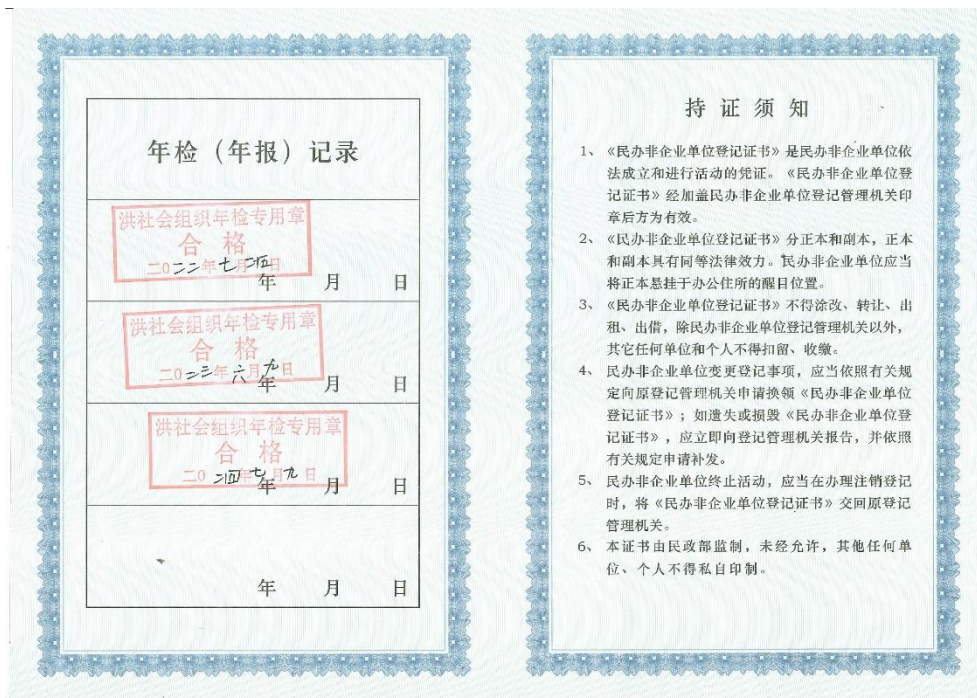 年检（年报）记录
洪社会组织年检专用章
合格
二0二二年七月二五日
年 月 日
洪社会组织年检专用章
合格
二0二三年六月九日
年 月 日
洪社会组织年检专用章
合格
二0二四年七月九日
年 月 日
年 月 日
持证须知
1、《民办非企业单位登记证书》是民办非企业单位依
法成立和进行活动的凭证。《民办非企业单位登
记证书》经加盖民办非企业单位登记管理机关印
章后方为有效。
2、《民办非企业单位登记证书》分正本和副本，正本
和副本具有同等法律效力。民办非企业单位应当
将正本悬挂于办公住所的醒目位置。
3、《民办非企业单位登记证书》不得涂改、转让、出
租、出借，除民办非企业单位登记管理机关以外，
其它任何单位和个人不得扣留、收缴。
4、民办非企业单位变更登记事项，应当依照有关规
定向原登记管理机关申请换领《民办非企业单位
登记证书》；如遗失或损毁《民办非企业单位登
记证书》，应立即向登记管理机关报告，并依照
有关规定申请补发。
5、民办非企业单位终止活动，应当在办理注销登记
时，将《民办非企业单位登记证书》交回原登记
管理机关。
6、本证书由民政部监制，未经允许，其他任何单
位、个人不得私自印制。